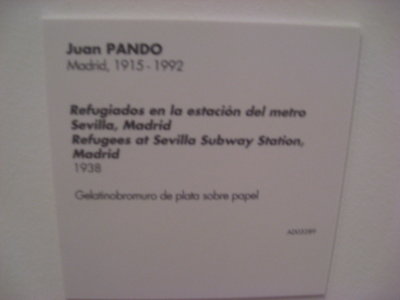 Juan PANDO
Madrid, 1915 - 1992
Refugiados en la estación del metro
Sevilla, Madrid
Refugees at Sevilla Subway Station,
Madrid
1938
Gelatinobromuro de plata sobre papel